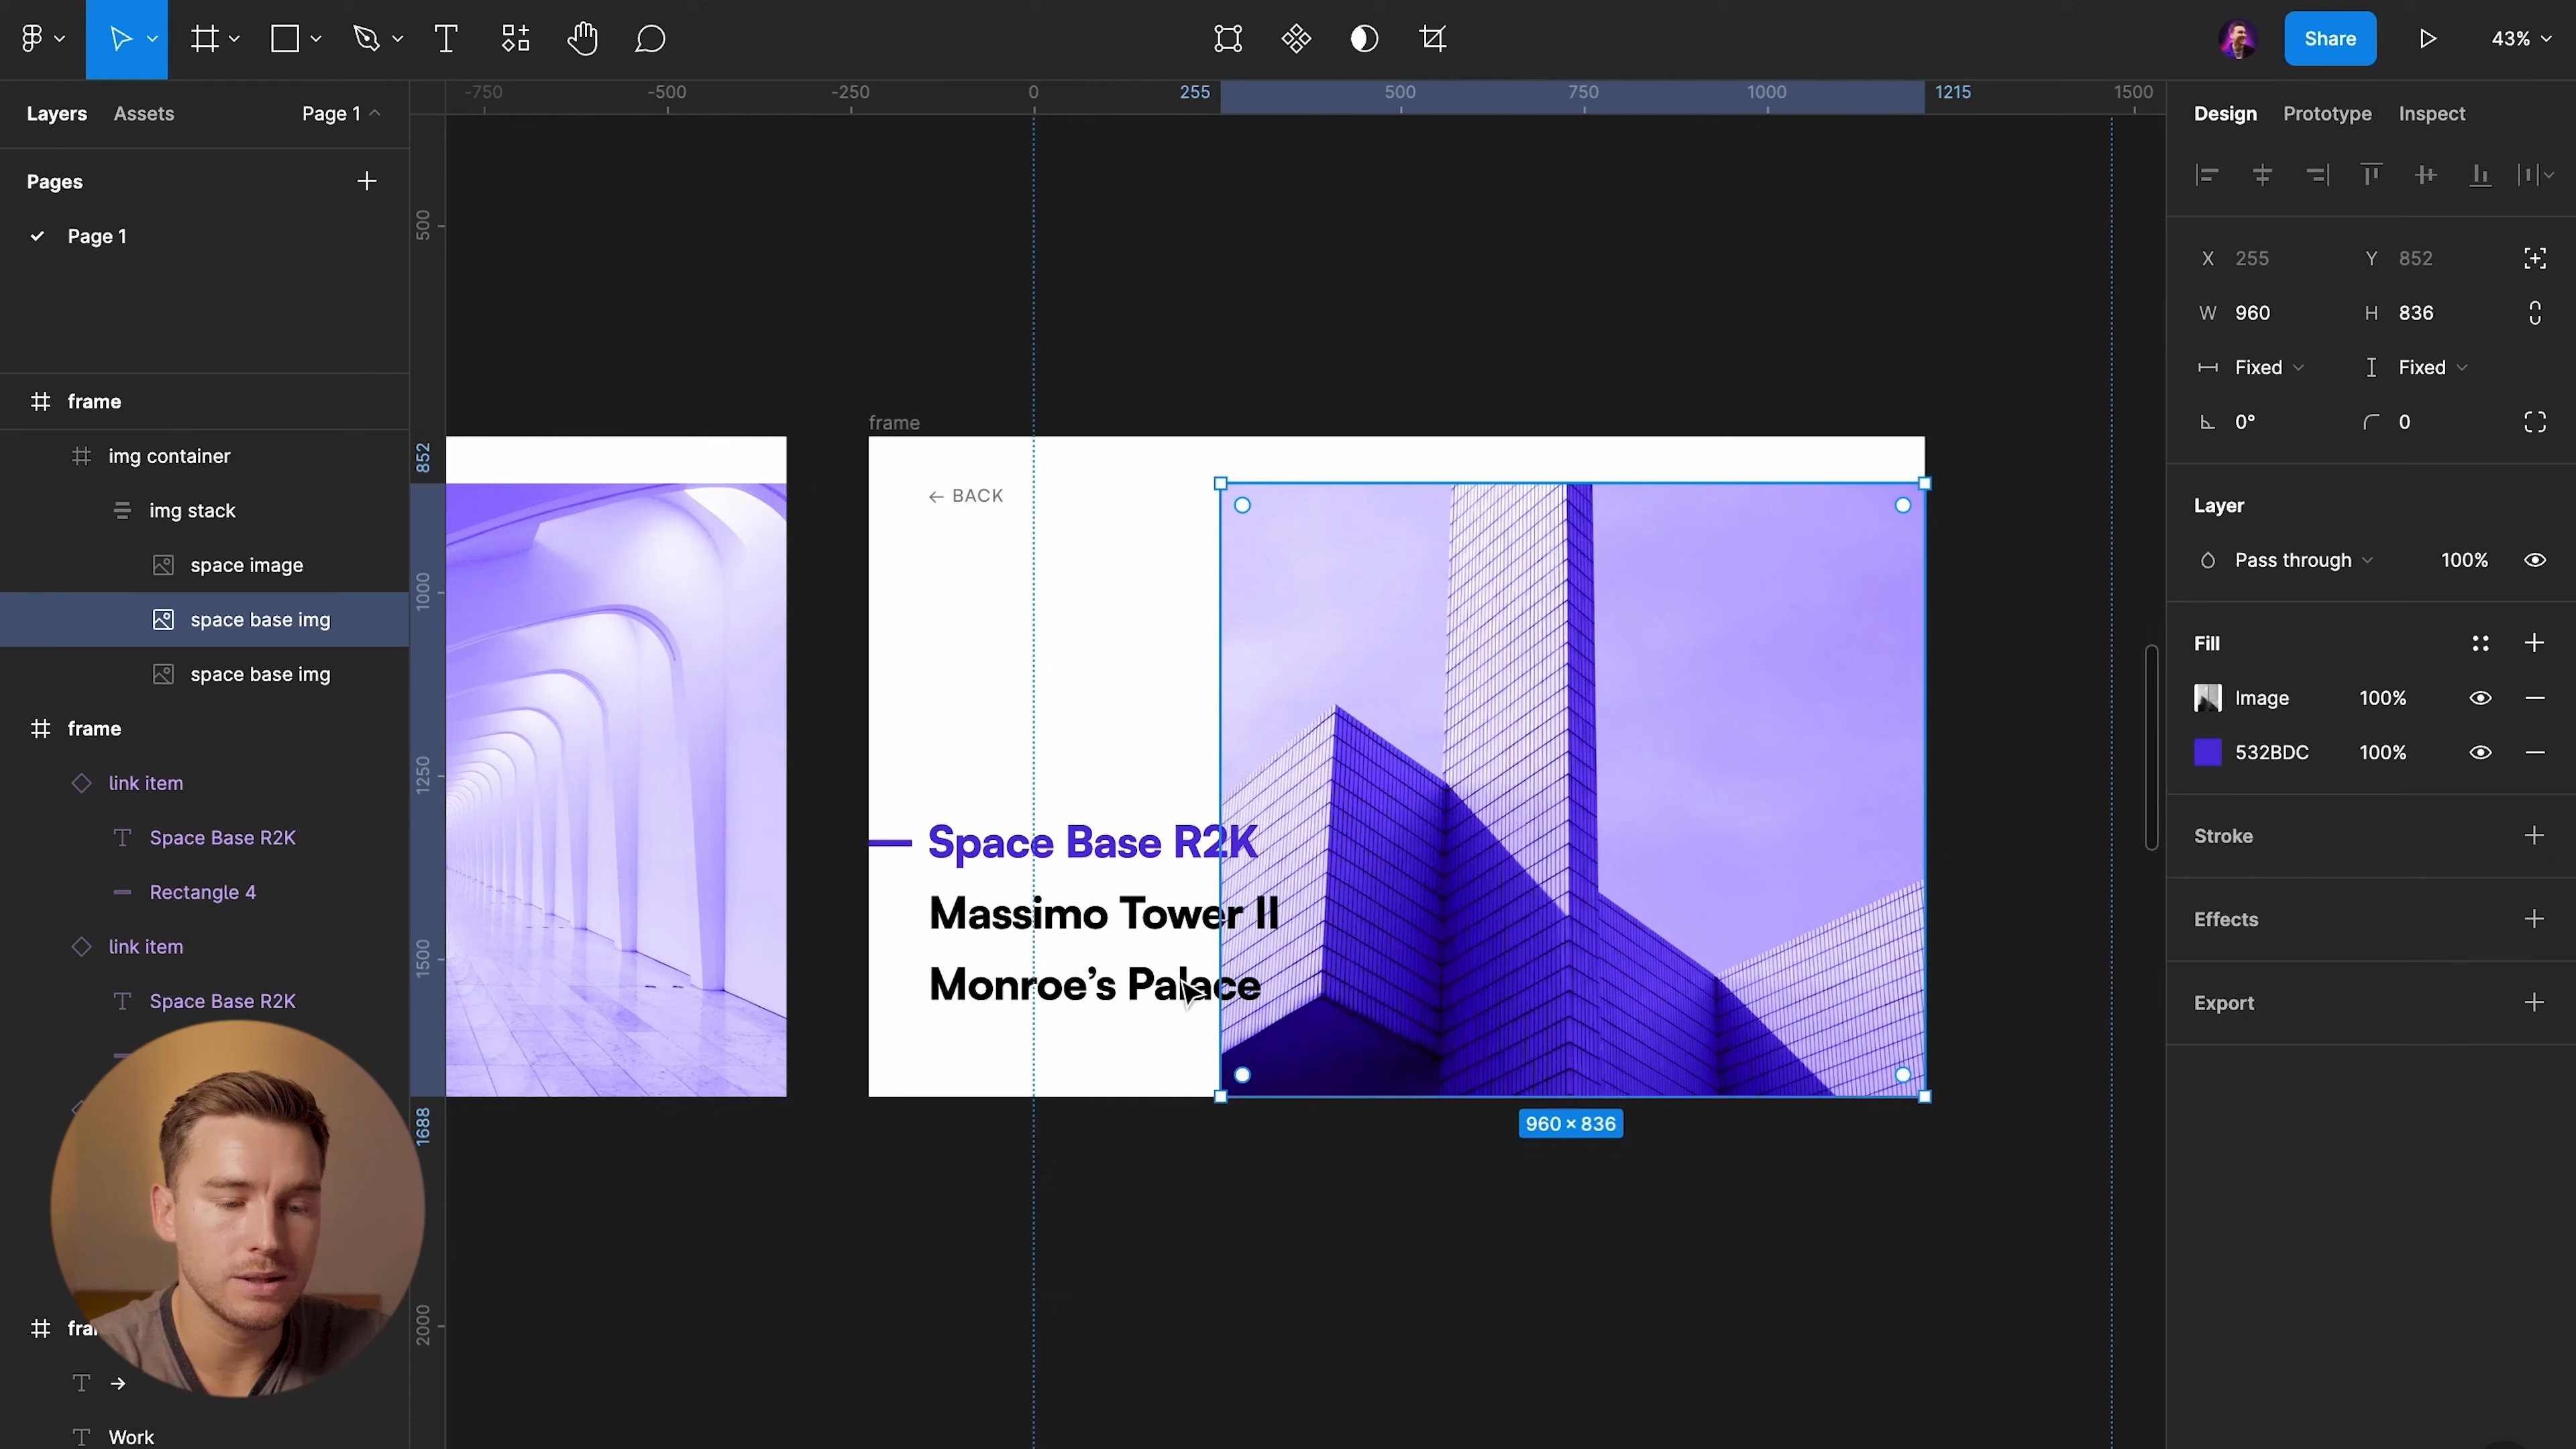 Share
43%
Layers
Assets
Page 1
-750
-500
-250
0
255
500
750
1000
1215
1500
Design
Prototype
Inspect
Pages
Page 1
X 255
Y 852
W 960
H 836
Fixed
Fixed
0°
0
frame
img container
img stack
space image
space base img
space base img
frame
link item
Space Base R2K
Rectangle 4
link item
Space Base R2K
→
Work
500
852
1000
1250
1500
1688
2000
frame
← BACK
Space Base R2K
Massimo Tower II
Monroe’s Palace
960 × 836
Layer
Pass through
100%
Fill
Image
100%
532BDC
100%
Stroke
Effects
Export